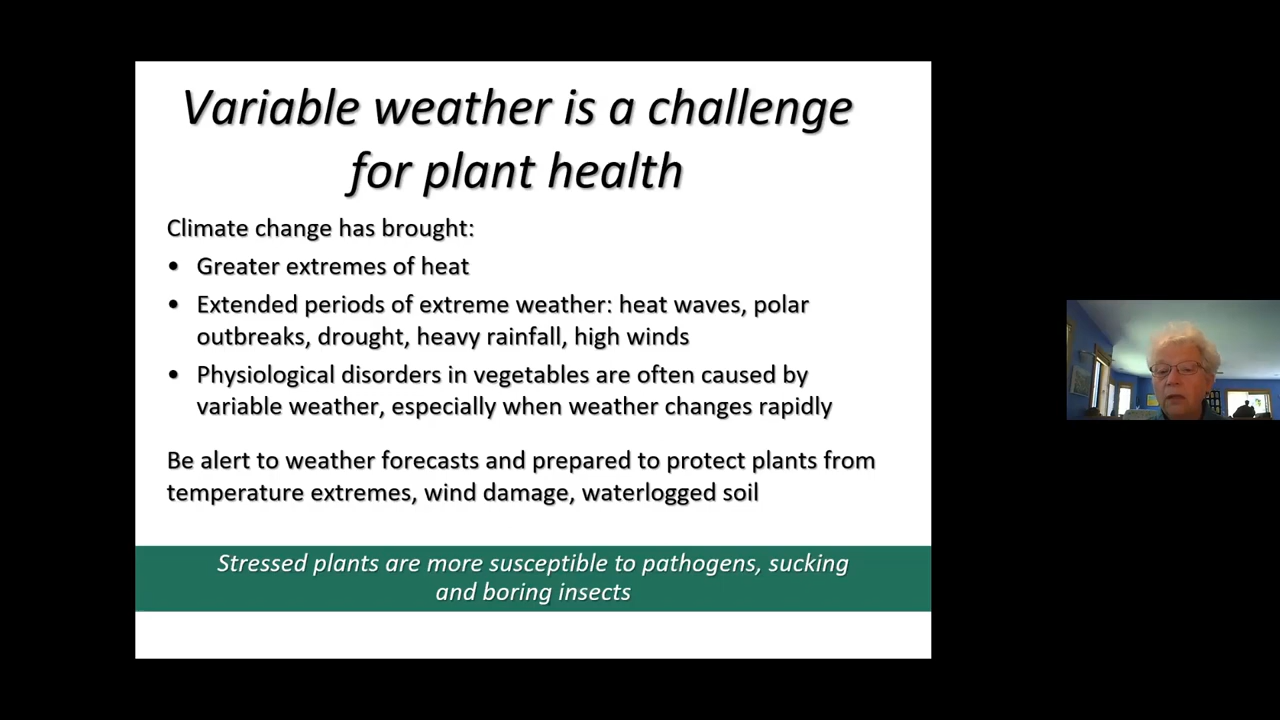 Variable weather is a challenge
for plant health
Climate change has brought:
• Greater extremes of heat
• Extended periods of extreme weather: heat waves, polar
outbreaks, drought, heavy rainfall, high winds
• Physiological disorders in vegetables are often caused by
variable weather, especially when weather changes rapidly
Be alert to weather forecasts and prepared to protect plants from
temperature extremes, wind damage, waterlogged soil
Stressed plants are more susceptible to pathogens, sucking
and boring insects